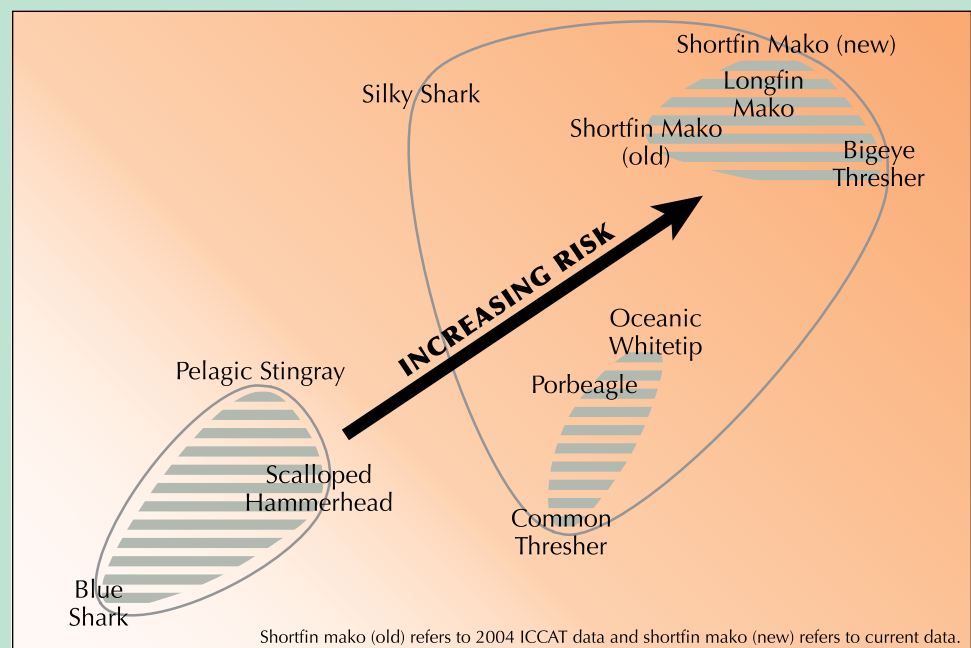 Shortfin Mako (new)
Longfin
Mako
Silky Shark
Shortfin Mako
(old)
Bigeye
Thresher
INCREASING RISK
Oceanic
Whitetip
Pelagic Stingray
Porbeagle
Scalloped
Hammerhead
Common
Thresher
Blue
Shark
Shortfin mako (old) refers to 2004 ICCAT data and shortfin mako (new) refers to current data.